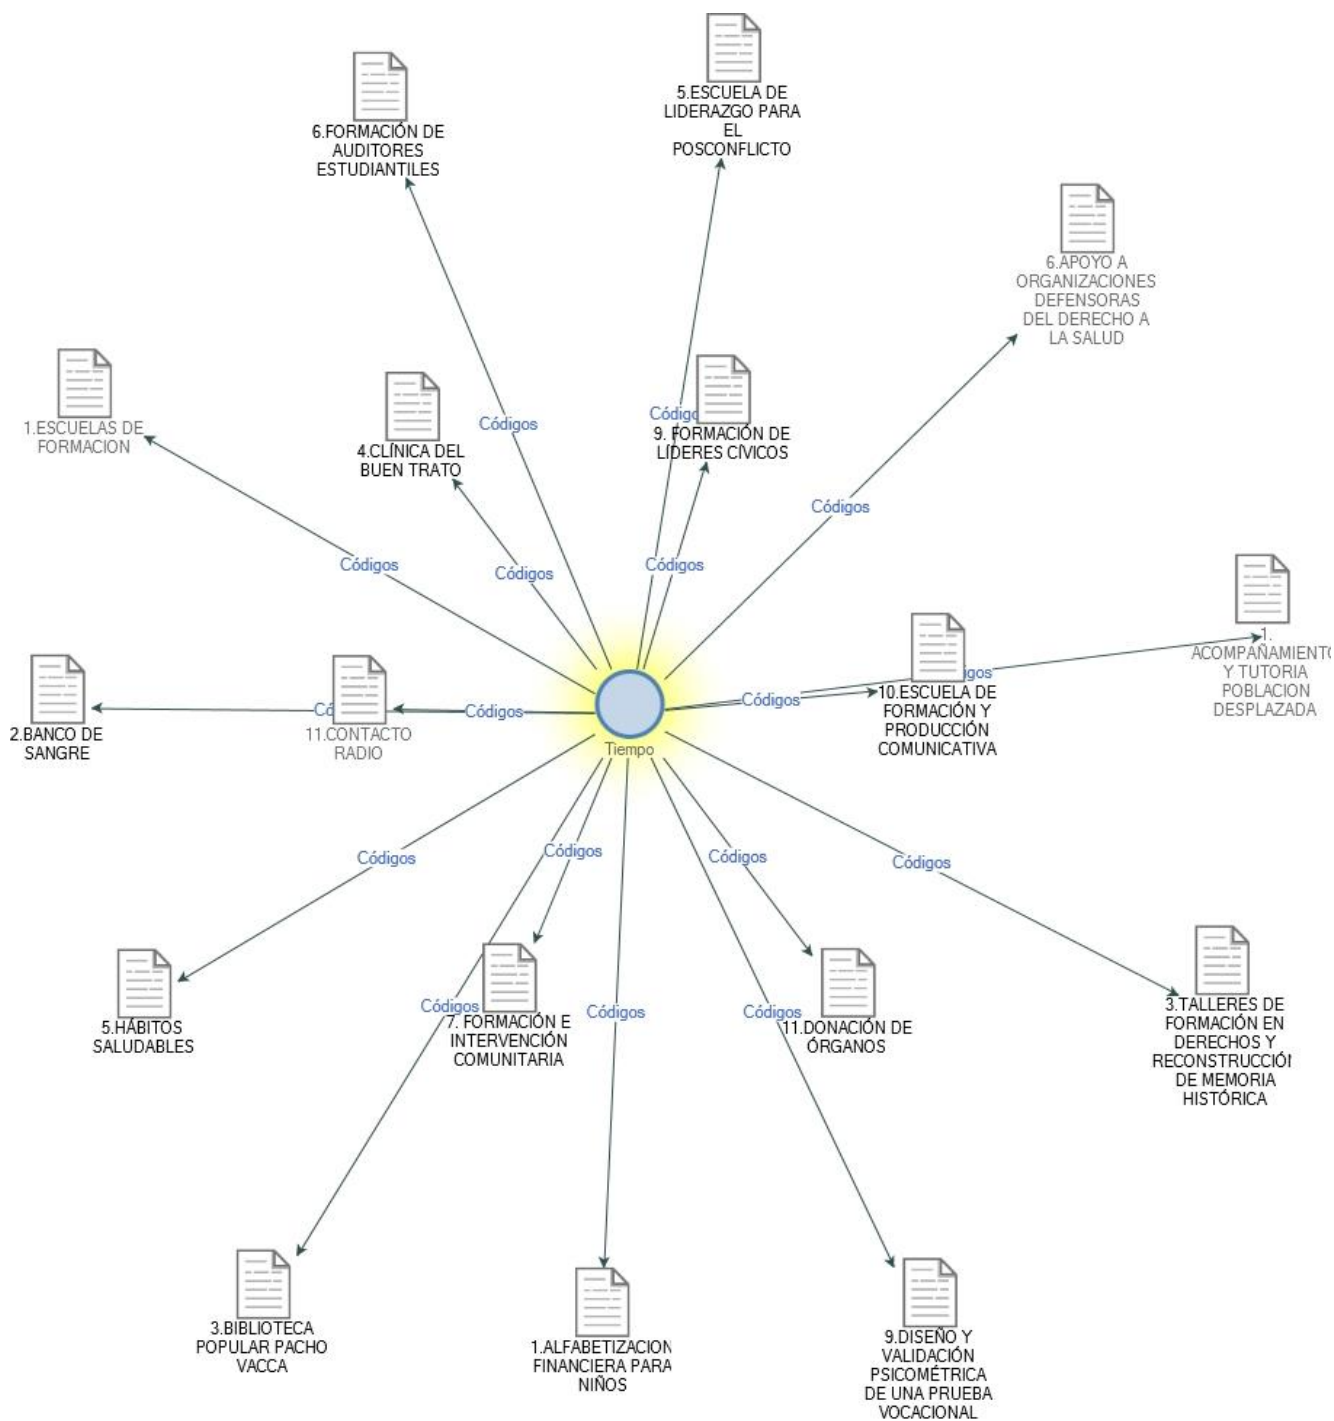 5.ESCUELA DE
LIDERAZGO PARA
EL
POSCONFLICTO
6.FORMACIÓN DE
AUDITORES
ESTUDIANTILES
6.APOYO A
ORGANIZACIONES
DEFENSORAS
DEL DERECHO A
LA SALUD
1.ESCUELAS DE
FORMACION
4.CLÍNICA DEL
BUEN TRATO
Códigos
Códig
9. FORMACIÓN DE
LÍDERES CÍVICOS
Códigos
Códigos
Códigos
Códigos
1.
ACOMPAÑAMIENTO
Y TUTORIA
POBLACION
DESPLAZADA
igos
10.ESCUELA DE
FORMACIÓN Y
PRODUCCIÓN
COMUNICATIVA
Códigos
2.BANCO DE
SANGRE
Có
11.CONTACTO
RADIO
Códigos
Tiempo
Códigos
Códigos
Códigos
Códigos
5.HÁBITOS
SALUDABLES
Códigos
7. FORMACIÓN E
INTERVENCIÓN
COMUNITARIA
Códigos
Códigos
11.DONACIÓN DE
ÓRGANOS
3.TALLERES DE
FORMACIÓN EN
DERECHOS Y
RECONSTRUCCIÓN
DE MEMORIA
HISTÓRICA
3.BIBLIOTECA
POPULAR PACHO
VACCA
1.ALFABETIZACION
FINANCIERA PARA
NIÑOS
9.DISEÑO Y
VALIDACIÓN
PSICOMÉTRICA
DE UNA PRUEBA
VOCACIONAL